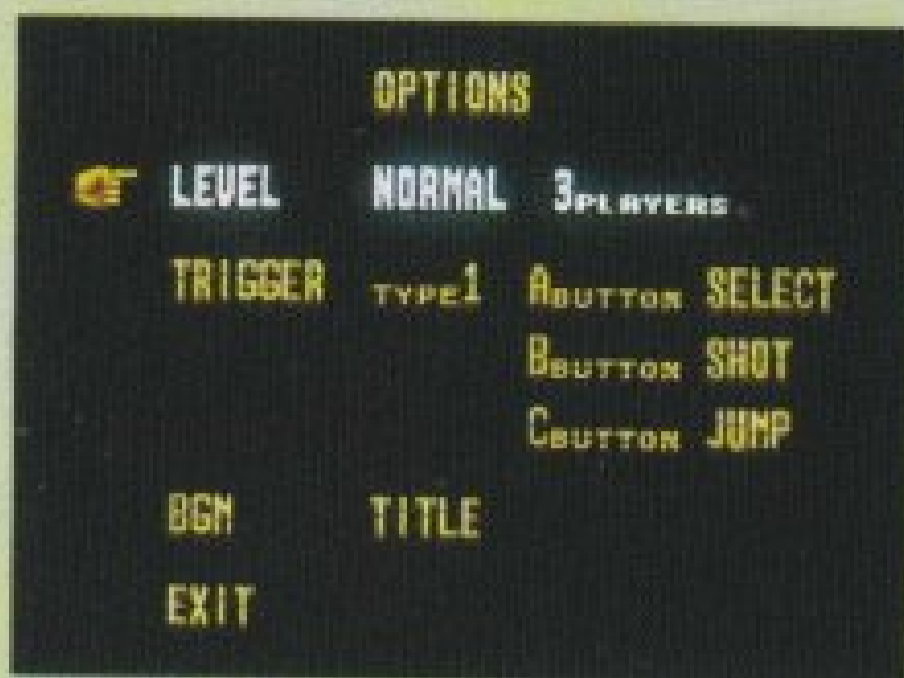 OPTIONS
LEVEL NORMAL 3PLAYERS
TRIGGER TYPE1 ABUTTON SELECT
BBUTTON SHOT
CBUTTON JUMP
BGM TITLE
EXIT